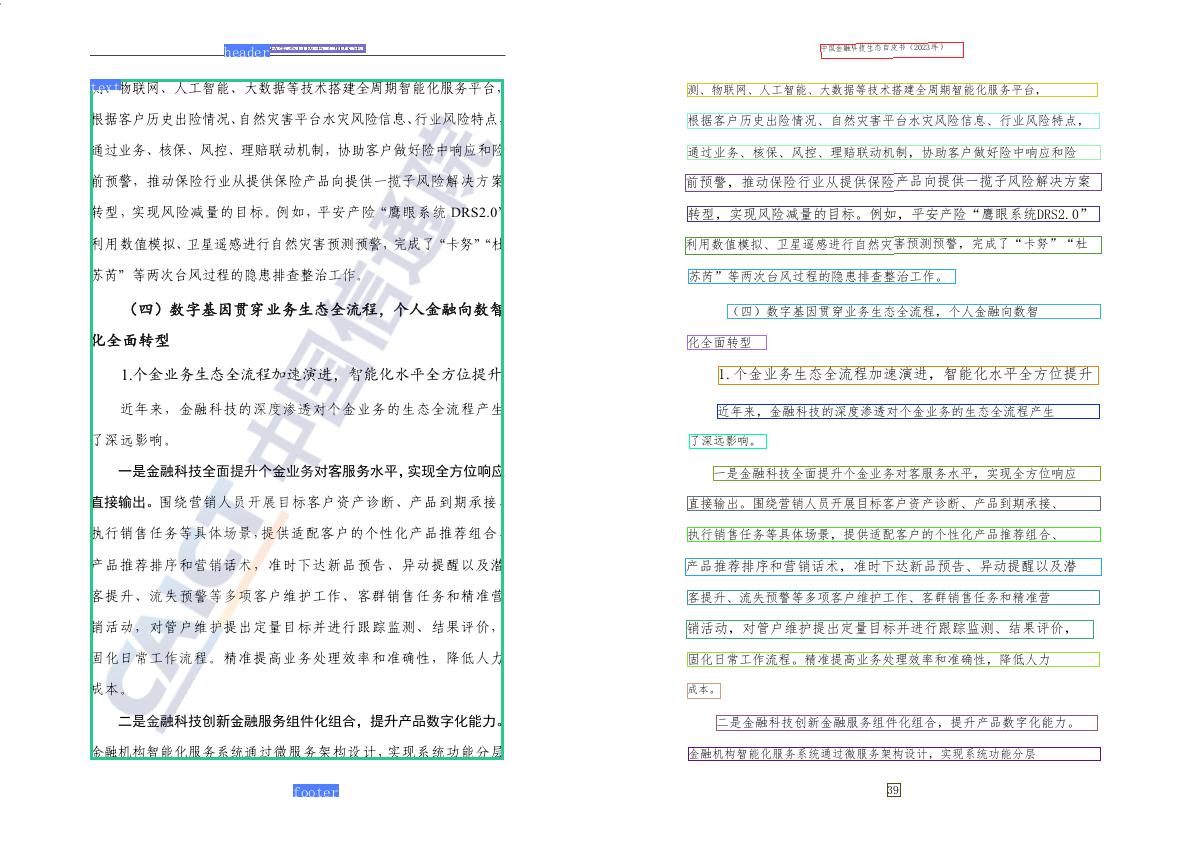 header
中国金融科技生态白皮书（2023年）
text
测、物联网、人工智能、大数据等技术搭建全周期智能化服务平台，
根据客户历史出险情况、自然灾害平台水灾风险信息、行业风险特点，
通过业务、核保、风控、理赔联动机制，协助客户做好险中响应和险
前预警，推动保险行业从提供保险产品向提供一揽子风险解决方案
转型，实现风险减量的目标。例如，平安产险“鹰眼系统 DRS2.0”
利用数值模拟、卫星遥感进行自然灾害预测预警，完成了“卡努”“杜
苏芮”等两次台风过程的隐患排查整治工作。
（四）数字基因贯穿业务生态全流程，个人金融向数智
化全面转型
1.个金业务生态全流程加速演进，智能化水平全方位提升
近年来，金融科技的深度渗透对个金业务的生态全流程产生
了深远影响。
一是金融科技全面提升个金业务对客服务水平，实现全方位响应
直接输出。围绕营销人员开展目标客户资产诊断、产品到期承接、
执行销售任务等具体场景，提供适配客户的个性化产品推荐组合、
产品推荐排序和营销话术，准时下达新品预告、异动提醒以及潜
客提升、流失预警等多项客户维护工作、客群销售任务和精准营
销活动，对管户维护提出定量目标并进行跟踪监测、结果评价，
固化日常工作流程。精准提高业务处理效率和准确性，降低人力
成本。
二是金融科技创新金融服务组件化组合，提升产品数字化能力。
金融机构智能化服务系统通过微服务架构设计，实现系统功能分层
footer
CAICT 中国信通院
中国金融科技生态白皮书（2023年）
测、物联网、人工智能、大数据等技术搭建全周期智能化服务平台，
根据客户历史出险情况、自然灾害平台水灾风险信息、行业风险特点，
通过业务、核保、风控、理赔联动机制，协助客户做好险中响应和险
前预警，推动保险行业从提供保险产品向提供一揽子风险解决方案
转型，实现风险减量的目标。例如，平安产险“鹰眼系统DRS2.0”
利用数值模拟、卫星遥感进行自然灾害预测预警，完成了“卡努”“杜
苏芮”等两次台风过程的隐患排查整治工作。
（四）数字基因贯穿业务生态全流程，个人金融向数智
化全面转型
1.个金业务生态全流程加速演进，智能化水平全方位提升
近年来，金融科技的深度渗透对个金业务的生态全流程产生
了深远影响。
一是金融科技全面提升个金业务对客服务水平，实现全方位响应
直接输出。围绕营销人员开展目标客户资产诊断、产品到期承接、
执行销售任务等具体场景，提供适配客户的个性化产品推荐组合、
产品推荐排序和营销话术，准时下达新品预告、异动提醒以及潜
客提升、流失预警等多项客户维护工作、客群销售任务和精准营
销活动，对管户维护提出定量目标并进行跟踪监测、结果评价，
固化日常工作流程。精准提高业务处理效率和准确性，降低人力
成本。
二是金融科技创新金融服务组件化组合，提升产品数字化能力。
金融机构智能化服务系统通过微服务架构设计，实现系统功能分层
39